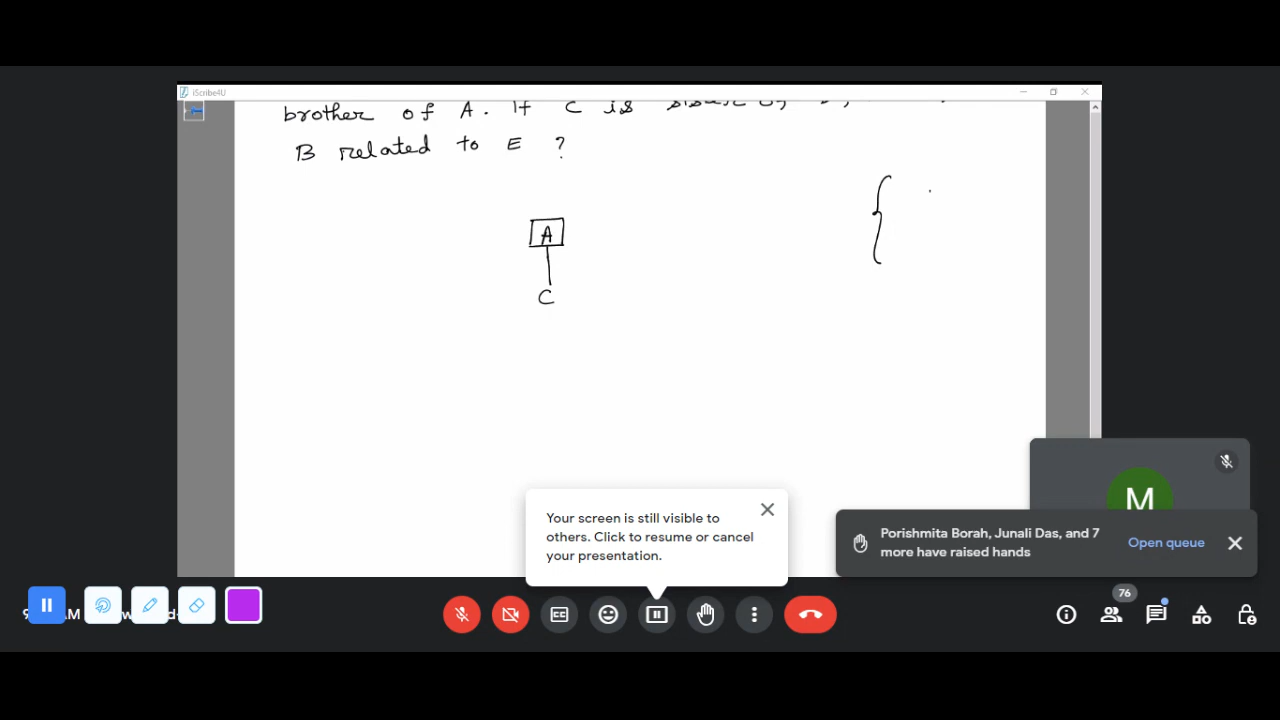 iScribe4U
brother of A. If C is
B related to E ?
A
C
Your screen is still visible to
others. Click to resume or cancel
your presentation.
M
Porishmita Borah, Junali Das, and 7
more have raised hands
Open queue
76